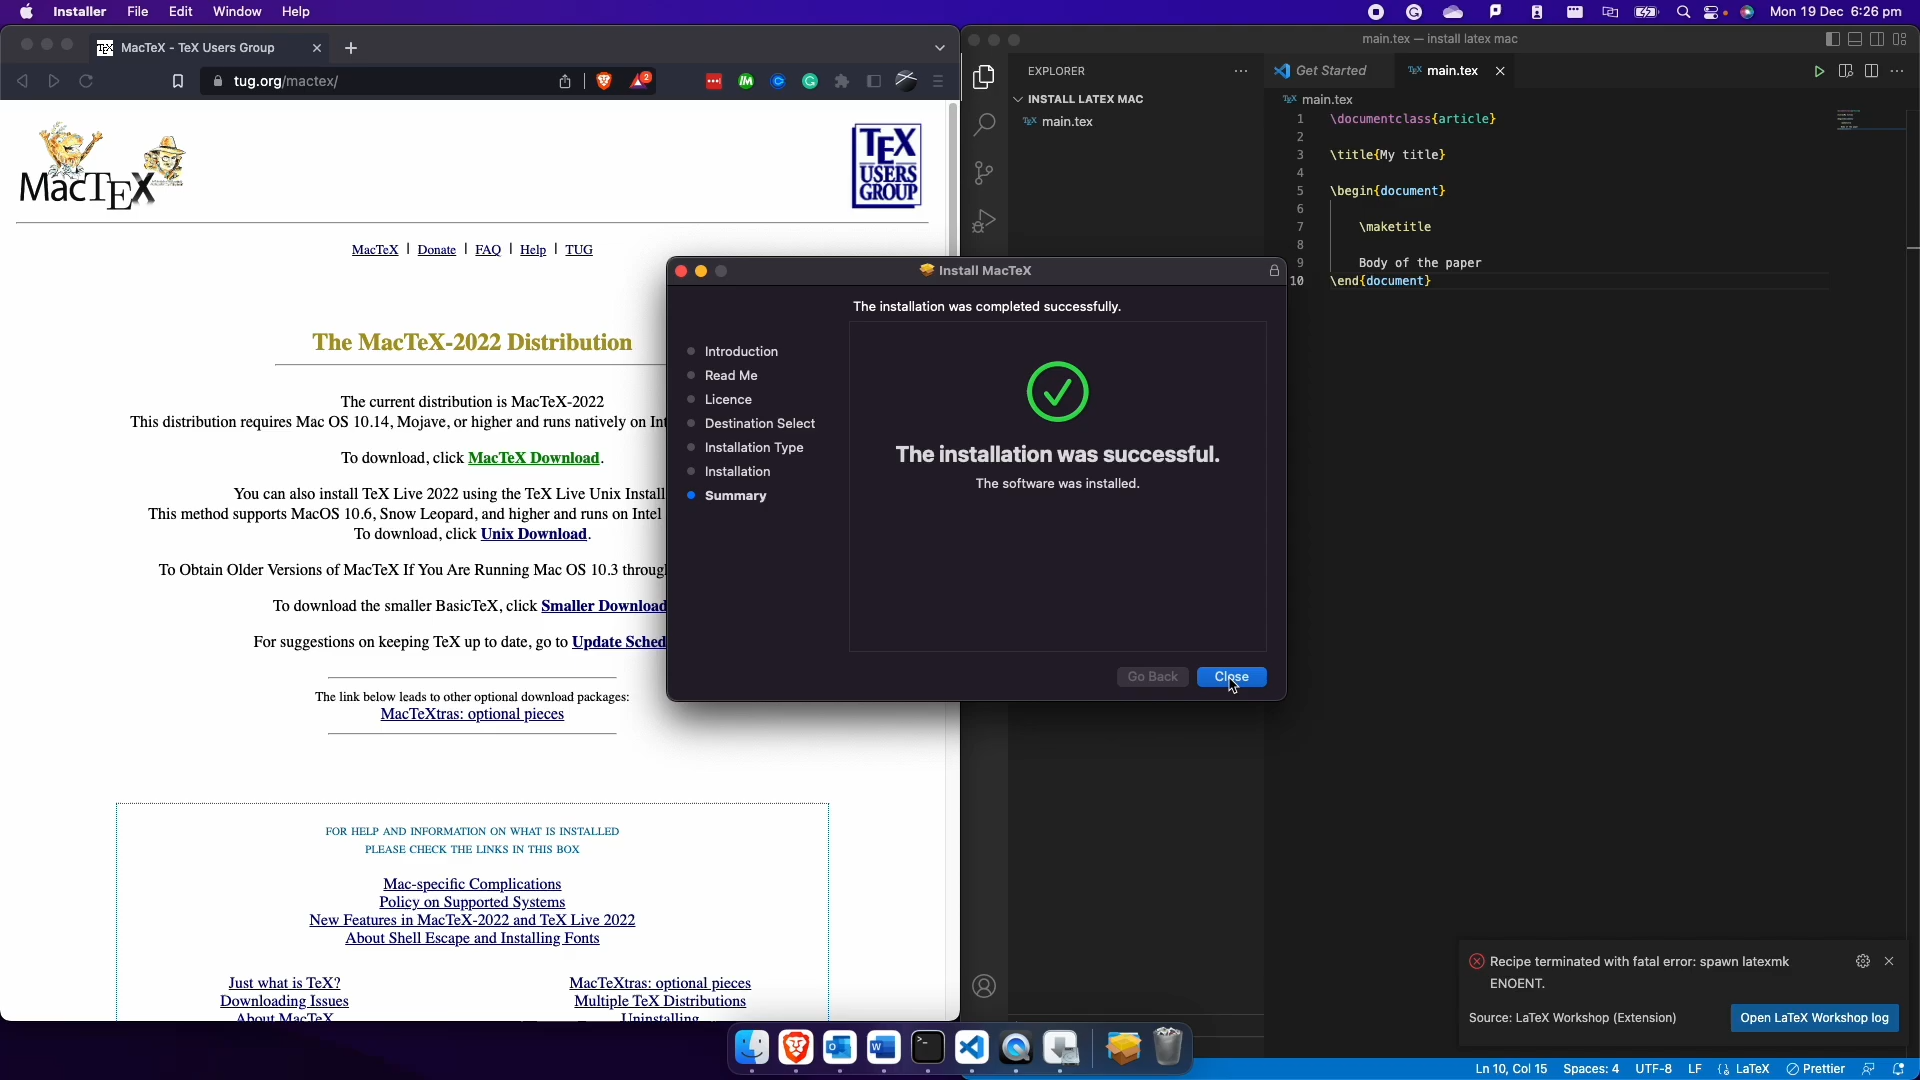 Installer File Edit Window Help
Mon 19 Dec 6:26 pm
MacTeX - TeX Users Group
tug.org/mactex/
2
MacTeX
TeX
USERS
GROUP
MacTeX | Donate | FAQ | Help | TUG
The MacTeX-2022 Distribution
The current distribution is MacTeX-2022
This distribution requires Mac OS 10.14, Mojave, or higher and runs natively on
To download, click MacTeX Download.
You can also install TeX Live 2022 using the TeX Live Unix Install
This method supports MacOS 10.6, Snow Leopard, and higher and runs on Intel
To download, click Unix Download.
To Obtain Older Versions of MacTeX If You Are Running Mac OS 10.3 throug
To download the smaller BasicTeX, click Smaller Download
For suggestions on keeping TeX up to date, go to Update Sched
The link below leads to other optional download packages:
MacTeXtras: optional pieces
FOR HELP AND INFORMATION ON WHAT IS INSTALLED
PLEASE CHECK THE LINKS IN THIS BOX
Mac-specific Complications
Policy on Supported Systems
New Features in MacTeX-2022 and TeX Live 2022
About Shell Escape and Installing Fonts
Just what is TeX?
Downloading Issues
About MacTeX
MacTeXtras: optional pieces
Multiple TeX Distributions
Uninstalling
Install MacTeX
The installation was completed successfully.
Introduction
Read Me
Licence
Destination Select
Installation Type
Installation
Summary
The installation was successful.
The software was installed.
Go Back
Close
main.tex — install latex mac
EXPLORER
INSTALL LATEX MAC
main.tex
Get Started
main.tex
main.tex
1 \documentclass{article}
2
3 \title{My title}
4
5 \begin{document}
6
7 \maketitle
8
9 Body of the paper
10 \end{document}
Recipe terminated with fatal error: spawn latexmk
ENOENT.
Source: LaTeX Workshop (Extension)
Open LaTeX Workshop log
Ln 10, Col 15 Spaces: 4 UTF-8 LF {} LaTeX Prettier